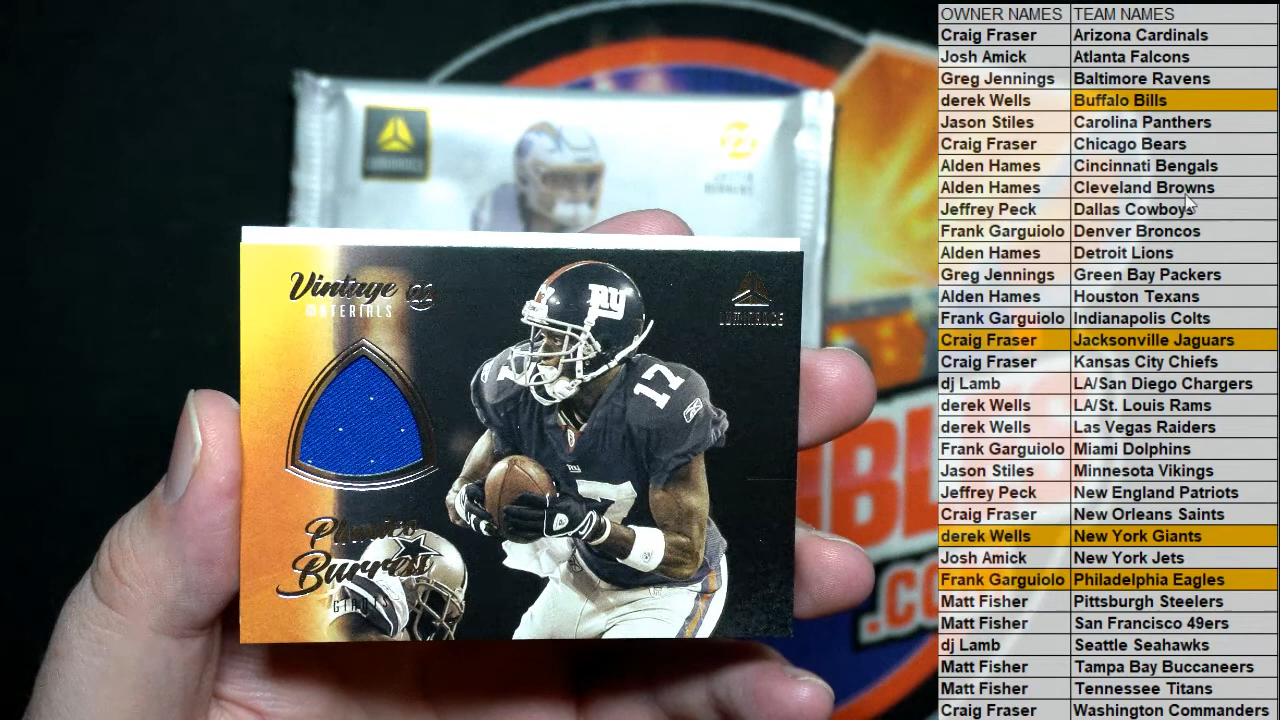 OWNER NAMES TEAM NAMES
Craig Fraser Arizona Cardinals
Josh Amick Atlanta Falcons
Greg Jennings Baltimore Ravens
derek Wells Buffalo Bills
Jason Stiles Carolina Panthers
Craig Fraser Chicago Bears
Alden Hames Cincinnati Bengals
Alden Hames Cleveland Browns
Jeffrey Peck Dallas Cowboys
Frank Garguiolo Denver Broncos
Alden Hames Detroit Lions
Greg Jennings Green Bay Packers
Alden Hames Houston Texans
Frank Garguiolo Indianapolis Colts
Craig Fraser Jacksonville Jaguars
Craig Fraser Kansas City Chiefs
dj Lamb LA/San Diego Chargers
derek Wells LA/St. Louis Rams
derek Wells Las Vegas Raiders
Frank Garguiolo Miami Dolphins
Jason Stiles Minnesota Vikings
Jeffrey Peck New England Patriots
Craig Fraser New Orleans Saints
derek Wells New York Giants
Josh Amick New York Jets
Frank Garguiolo Philadelphia Eagles
Matt Fisher Pittsburgh Steelers
Matt Fisher San Francisco 49ers
dj Lamb Seattle Seahawks
Matt Fisher Tampa Bay Buccaneers
Matt Fisher Tennessee Titans
Craig Fraser Washington Commanders
Vintage
MATERIALS
LUMINANCE
ny
17
17
Plaxico
Burress
GIANTS
.CO